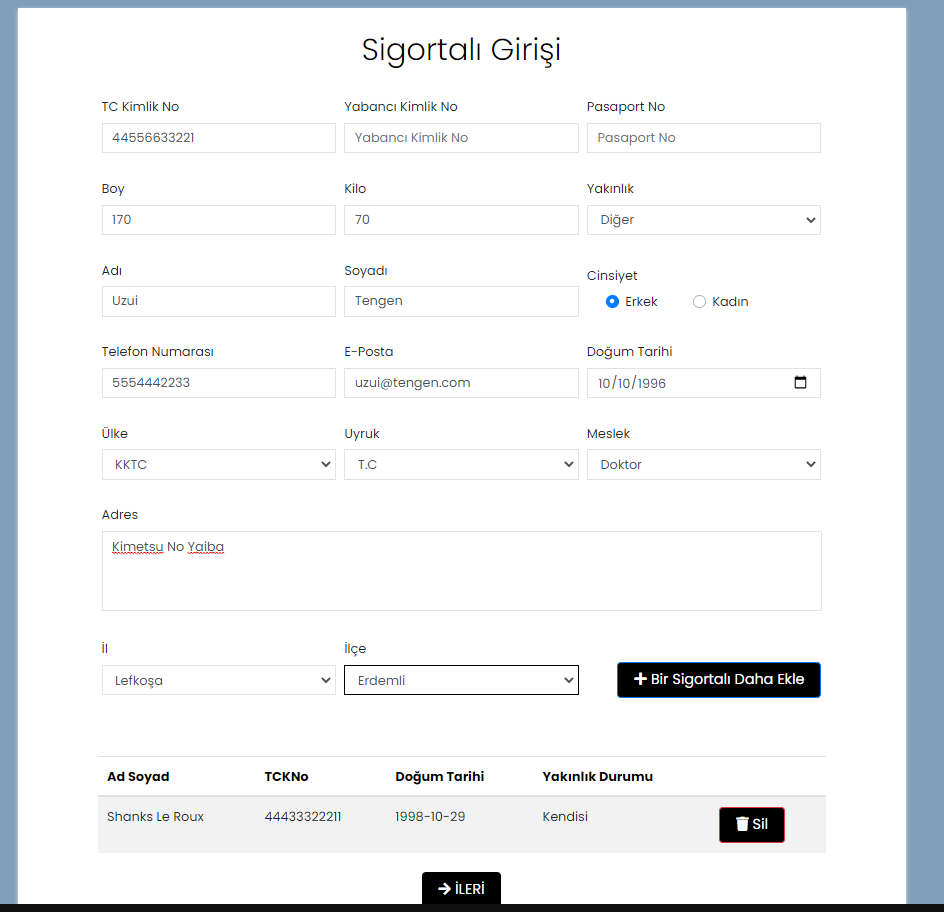 Sigortalı Girişi
TC Kimlik No Yabancı Kimlik No Pasaport No
44556633221 Yabancı Kimlik No Pasaport No
Boy Kilo Yakınlık
170 70 Diğer
Adı Soyadı Cinsiyet
Uzui Tengen Erkek Kadın
Telefon Numarası E-Posta Doğum Tarihi
5554442233 uzui@tengen.com 10/10/1996
Ülke Uyruk Meslek
KKTC T.C Doktor
Adres
Kimetsu No Yaiba
İl İlçe
Lefkoşa Erdemli Bir Sigortalı Daha Ekle
Ad Soyad TCKNo Doğum Tarihi Yakınlık Durumu
Shanks Le Roux 44433322211 1998-10-29 Kendisi Sil
İLERİ